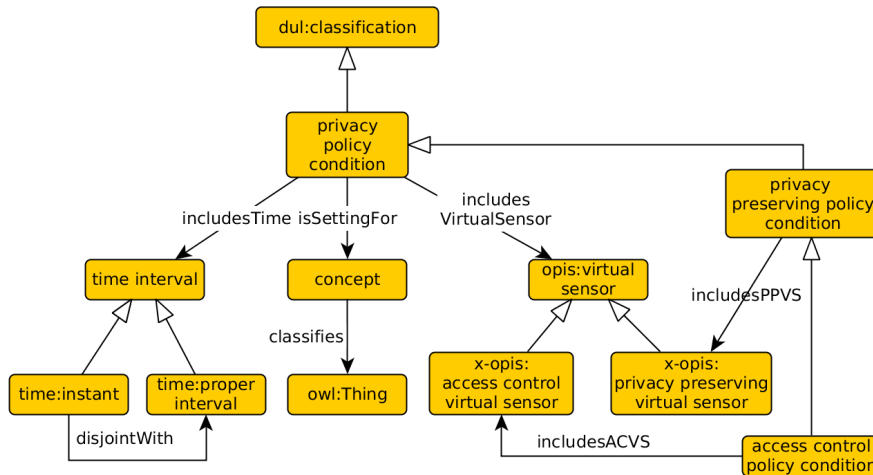 dul:classification
privacy
policy
condition
privacy
preserving policy
condition
includesTime
isSettingFor
includes
VirtualSensor
time interval
concept
opis:virtual
sensor
includesPPVS
classifies
time:instant
time:proper
interval
owl:Thing
x-opis:
access control
virtual sensor
x-opis:
privacy preserving
virtual sensor
disjointWith
includesACVS
access control
policy condition